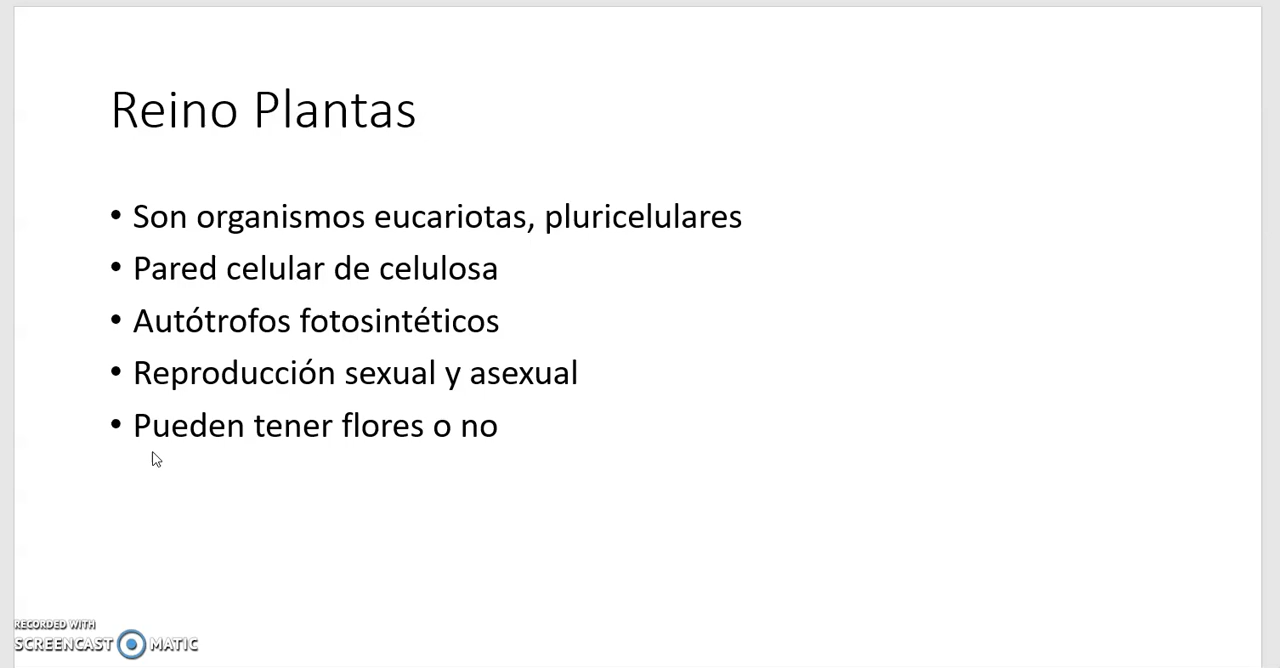 Reino Plantas
• Son organismos eucariotas, pluricelulares
• Pared celular de celulosa
• Autótrofos fotosintéticos
• Reproducción sexual y asexual
• Pueden tener flores o no
RECORDED WITH
SCREENCAST MATIC